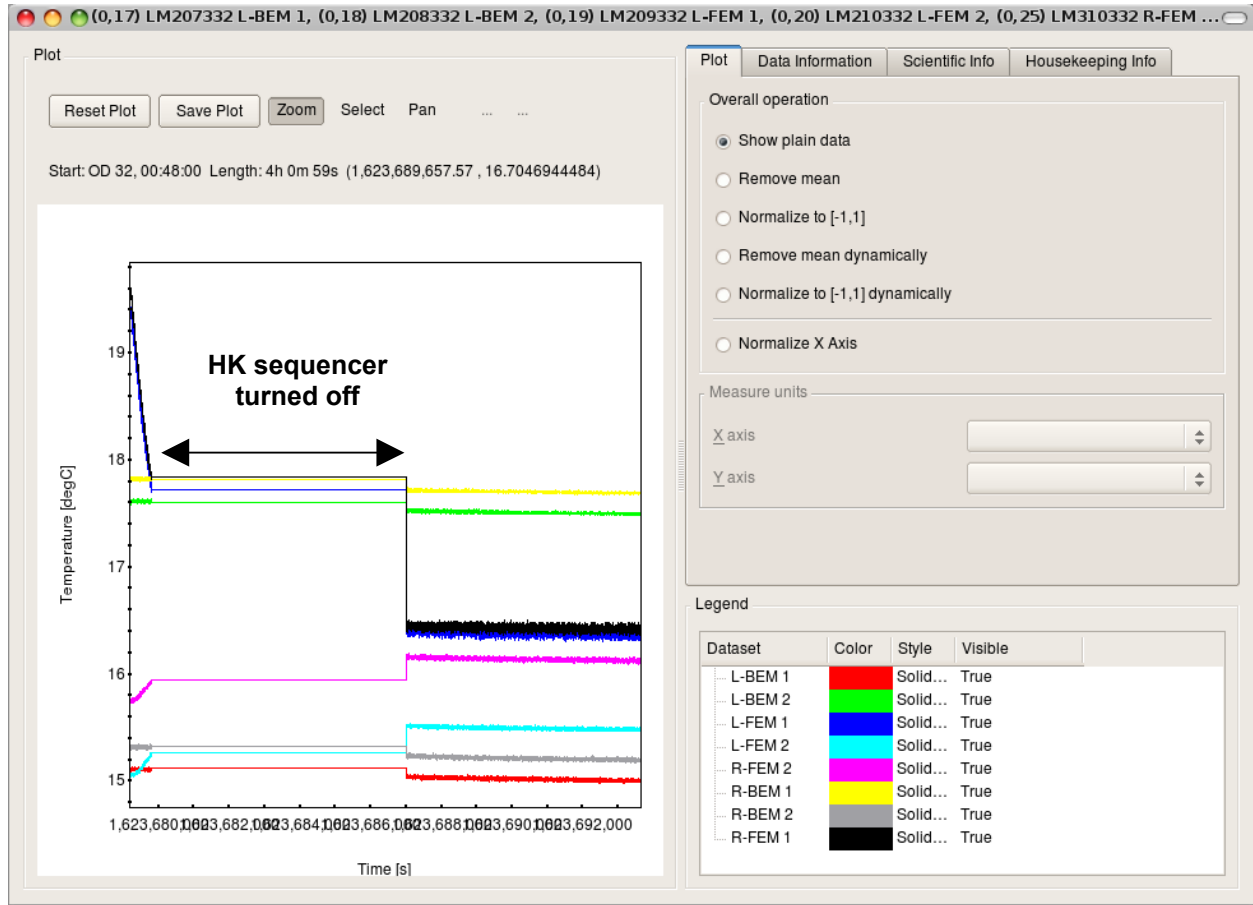 (0,17) LM207332 L-BEM 1, (0,18) LM208332 L-BEM 2, (0,19) LM209332 L-FEM 1, (0,20) LM210332 L-FEM 2, (0,25) LM310332 R-FEM ...
Plot
Reset Plot Save Plot Zoom Select Pan ... ...
Start: OD 32, 00:48:00 Length: 4h 0m 59s (1,623,689,657.57 , 16.7046944484)
HK sequencer
turned off
19
18
17
16
15
Temperature [degC]
Time [s]
Plot Data Information Scientific Info Housekeeping Info
Overall operation
Show plain data
Remove mean
Normalize to [-1,1]
Remove mean dynamically
Normalize to [-1,1] dynamically
Normalize X Axis
Measure units
X axis
Y axis
Legend
Dataset Color Style Visible
L-BEM 1 Solid... True
L-BEM 2 Solid... True
L-FEM 1 Solid... True
L-FEM 2 Solid... True
R-FEM 2 Solid... True
R-BEM 1 Solid... True
R-BEM 2 Solid... True
R-FEM 1 Solid... True